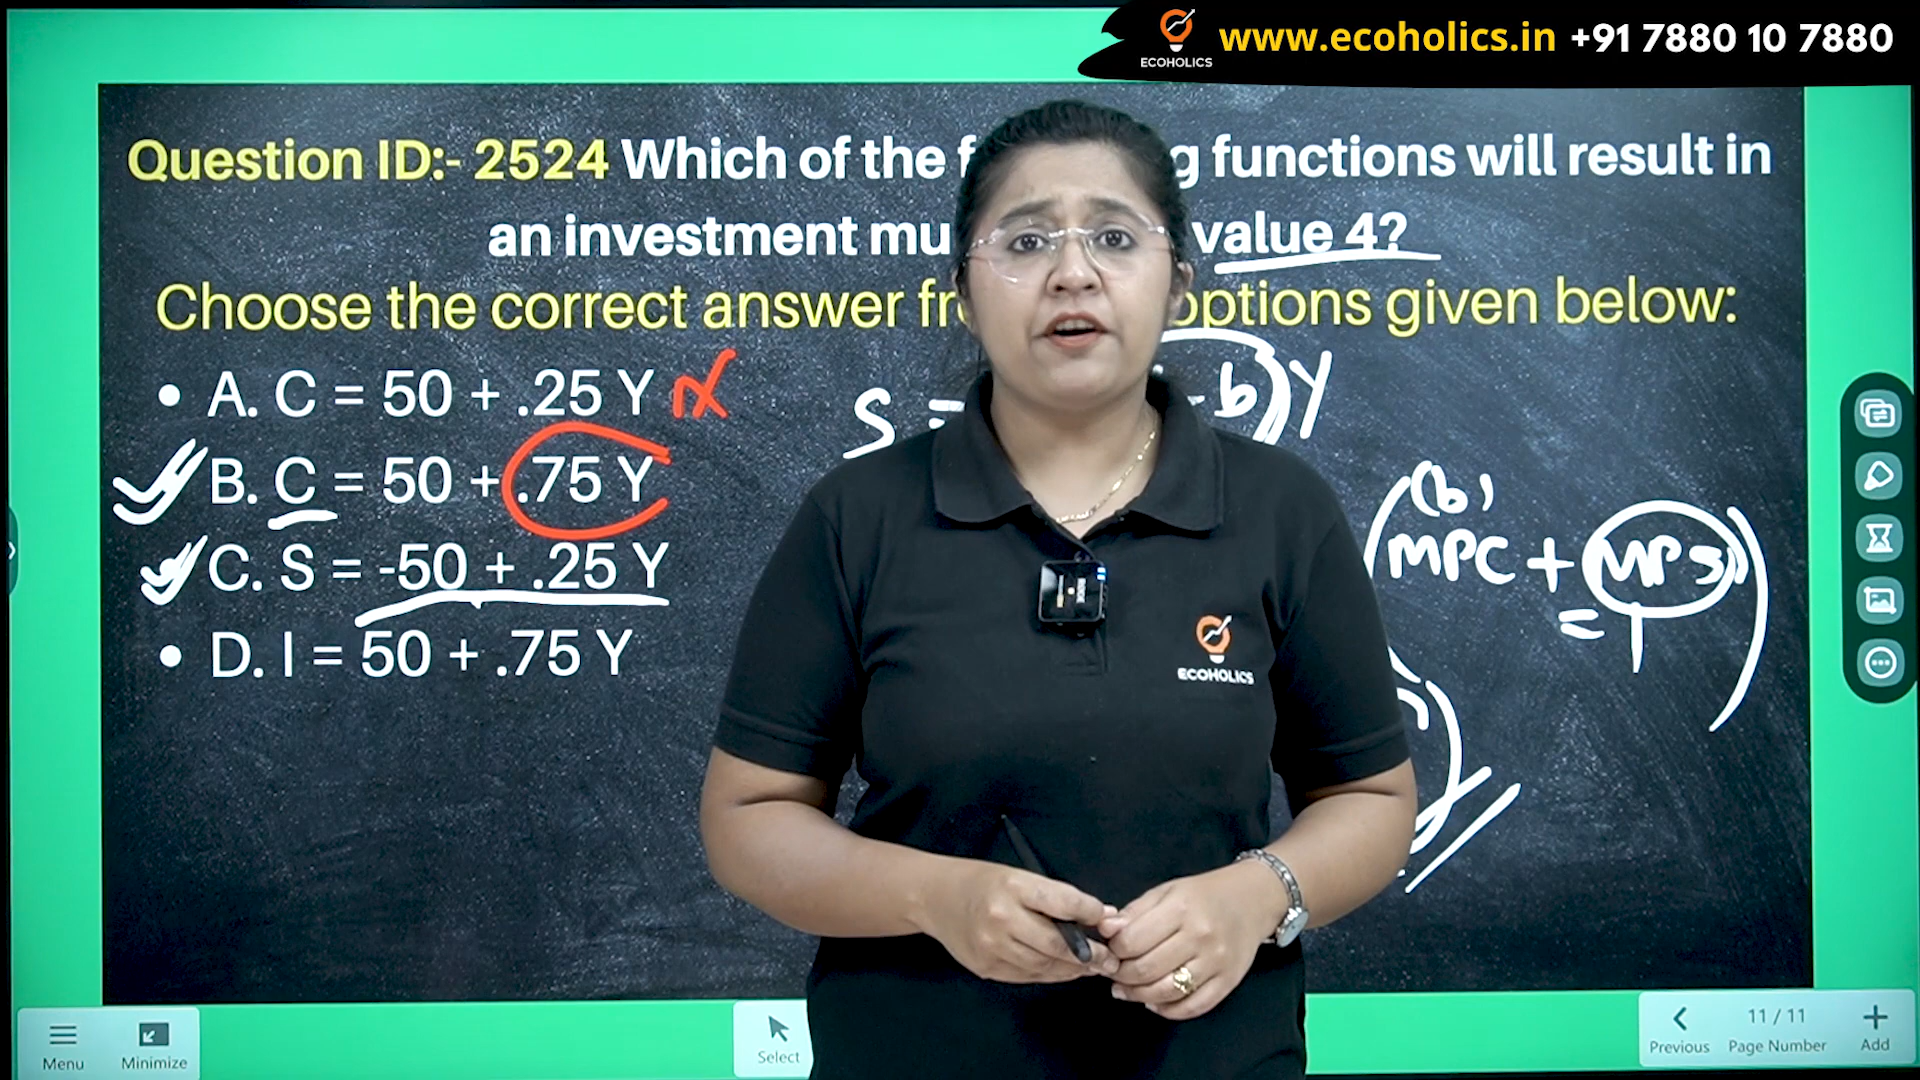 ECOHOLICS
www.ecoholics.in +91 7880 10 7880
Question ID:- 2524 Which of the f g functions will result in
an investment mu value 4?
Choose the correct answer fr options given below:
• A. C = 50 + .25 Y
S = - b) Y
B. C = 50 + .75 Y
(b)
C. S = -50 + .25 Y
MPC + MPS
= 1
• D. I = 50 + .75 Y
ECOHOLICS
Menu
Minimize
Select
Previous
11 / 11
Page Number
Add